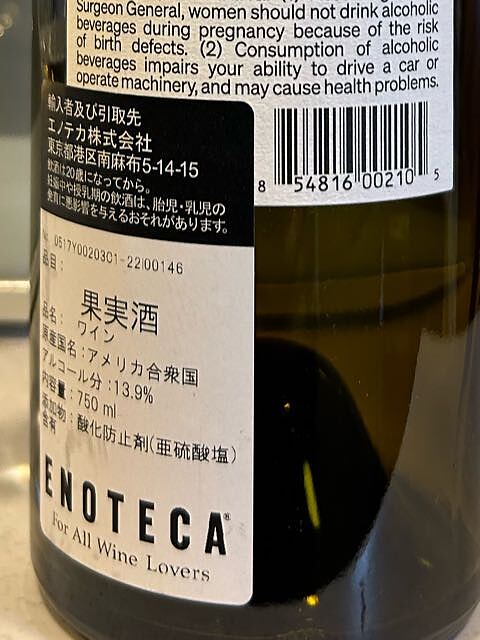 Surgeon General, women should not drink alcoholic
beverages during pregnancy because of the risk
of birth defects. (2) Consumption of alcoholic
beverages impairs your ability to drive a car or
operate machinery, and may cause health problems.
8 54816 00210 5
輸入者及び引取先
エノテカ株式会社
東京都港区南麻布5-14-15
飲酒は20歳になってから。
妊娠中や授乳期の飲酒は、胎児・乳児の
発育に悪影響を与えるおそれがあります。
0517Y00203C1-22I00146
品目:
品名: 果実酒
ワイン
原産国名:アメリカ合衆国
アルコール分:13.9%
内容量:750 ml
添加物:酸化防止剤(亜硫酸塩)
含有
ENOTECA®
For All Wine Lovers